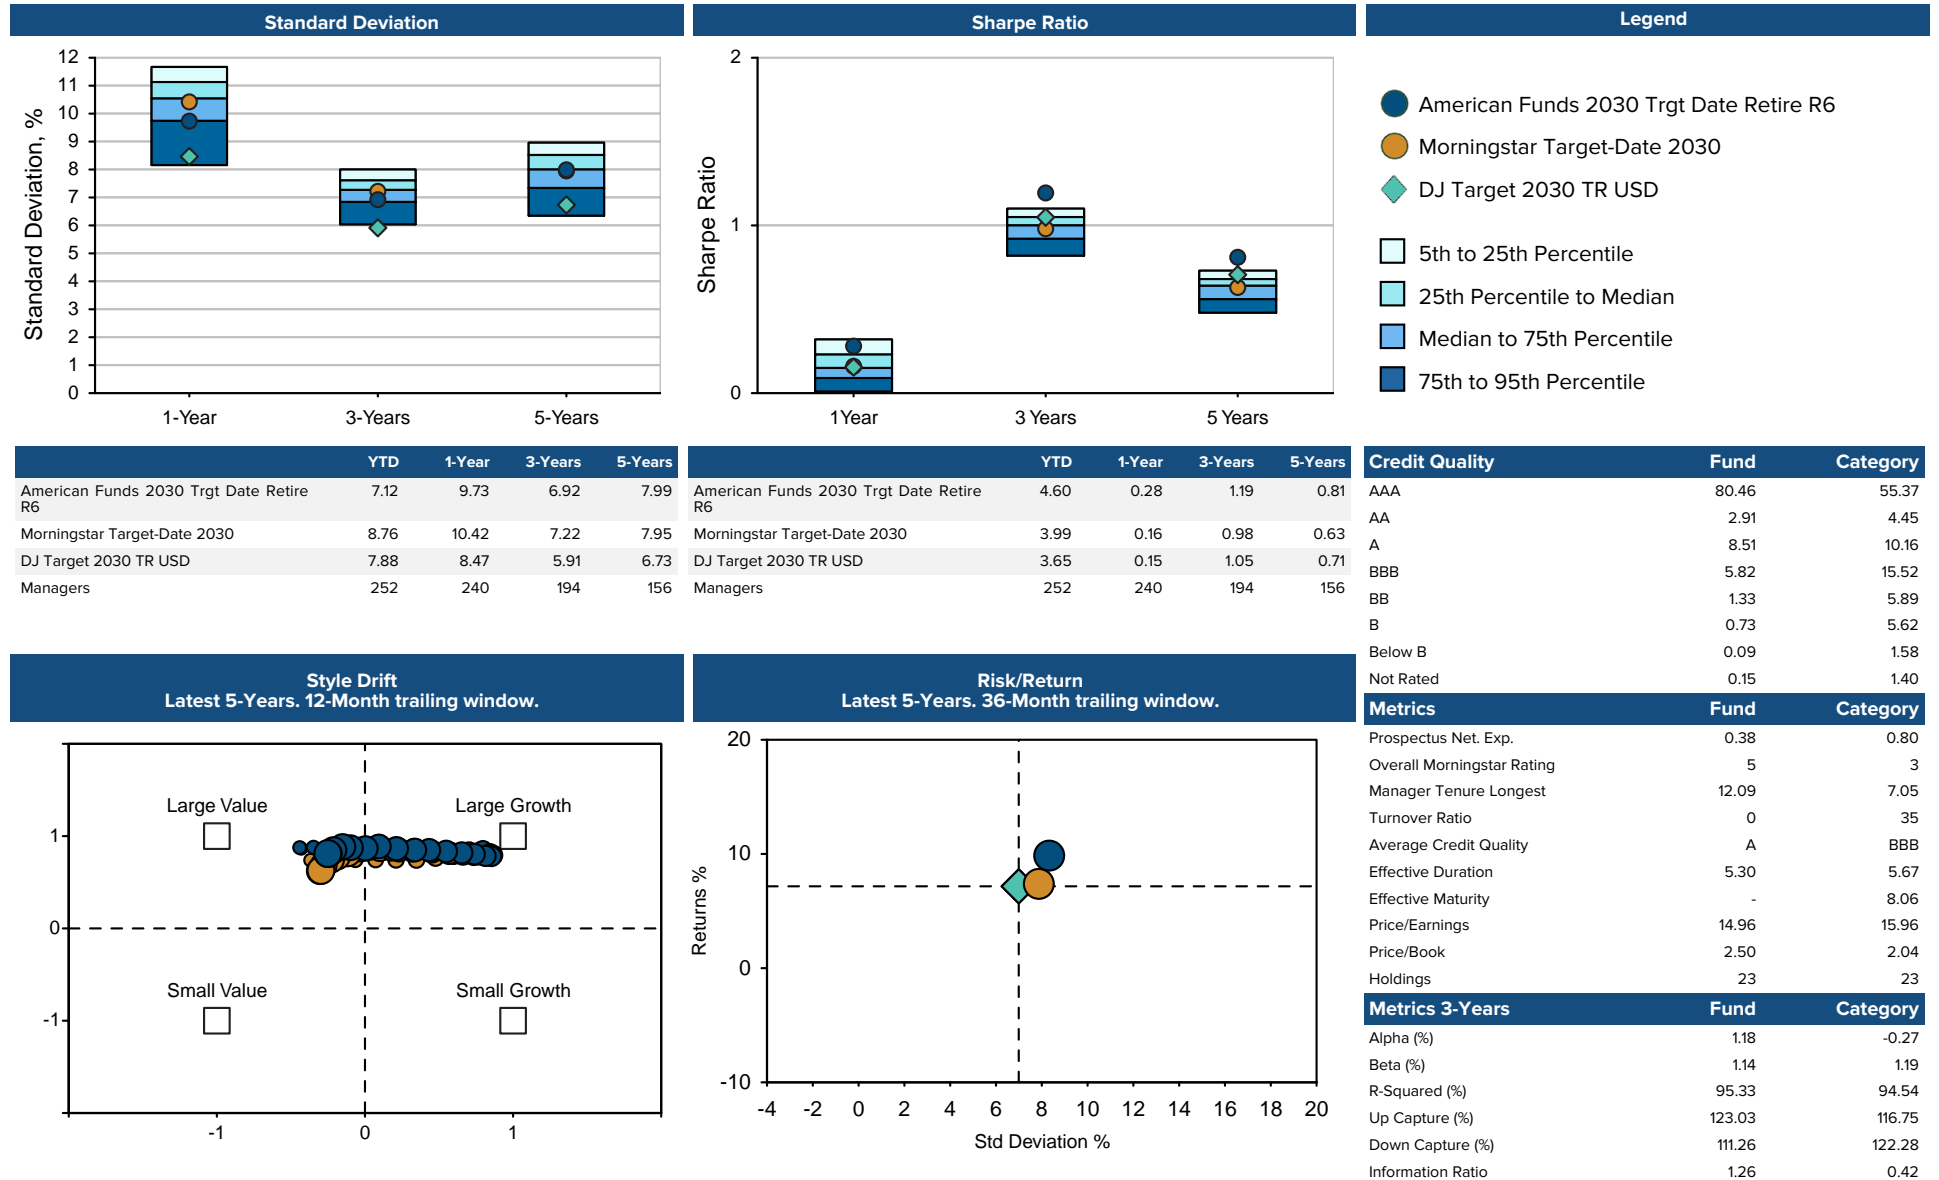 Standard Deviation
12
11
10
9
8
7
6
5
4
3
2
1
0
Standard Deviation, %
1-Year 3-Years 5-Years
Sharpe Ratio
2
1
0
Sharpe Ratio
1 Year 3 Years 5 Years
Legend
American Funds 2030 Trgt Date Retire R6
Morningstar Target-Date 2030
DJ Target 2030 TR USD
5th to 25th Percentile
25th Percentile to Median
Median to 75th Percentile
75th to 95th Percentile
YTD 1-Year 3-Years 5-Years
American Funds 2030 Trgt Date Retire 7.12 9.73 6.92 7.99
R6
Morningstar Target-Date 2030 8.76 10.42 7.22 7.95
DJ Target 2030 TR USD 7.88 8.47 5.91 6.73
Managers 252 240 194 156
YTD 1-Year 3-Years 5-Years
American Funds 2030 Trgt Date Retire 4.60 0.28 1.19 0.81
R6
Morningstar Target-Date 2030 3.99 0.16 0.98 0.63
DJ Target 2030 TR USD 3.65 0.15 1.05 0.71
Managers 252 240 194 156
Credit Quality Fund Category
AAA 80.46 55.37
AA 2.91 4.45
A 8.51 10.16
BBB 5.82 15.52
BB 1.33 5.89
B 0.73 5.62
Below B 0.09 1.58
Not Rated 0.15 1.40
Metrics Fund Category
Prospectus Net. Exp. 0.38 0.80
Overall Morningstar Rating 5 3
Manager Tenure Longest 12.09 7.05
Turnover Ratio 0 35
Average Credit Quality A BBB
Effective Duration 5.30 5.67
Effective Maturity - 8.06
Price/Earnings 14.96 15.96
Price/Book 2.50 2.04
Holdings 23 23
Metrics 3-Years Fund Category
Alpha (%) 1.18 -0.27
Beta (%) 1.14 1.19
R-Squared (%) 95.33 94.54
Up Capture (%) 123.03 116.75
Down Capture (%) 111.26 122.28
Information Ratio 1.26 0.42
Style Drift
Latest 5-Years. 12-Month trailing window.
Large Value Large Growth
1
0
Small Value Small Growth
-1
-1 0 1
Risk/Return
Latest 5-Years. 36-Month trailing window.
20
10
0
-10
Returns %
-4 -2 0 2 4 6 8 10 12 14 16 18 20
Std Deviation %